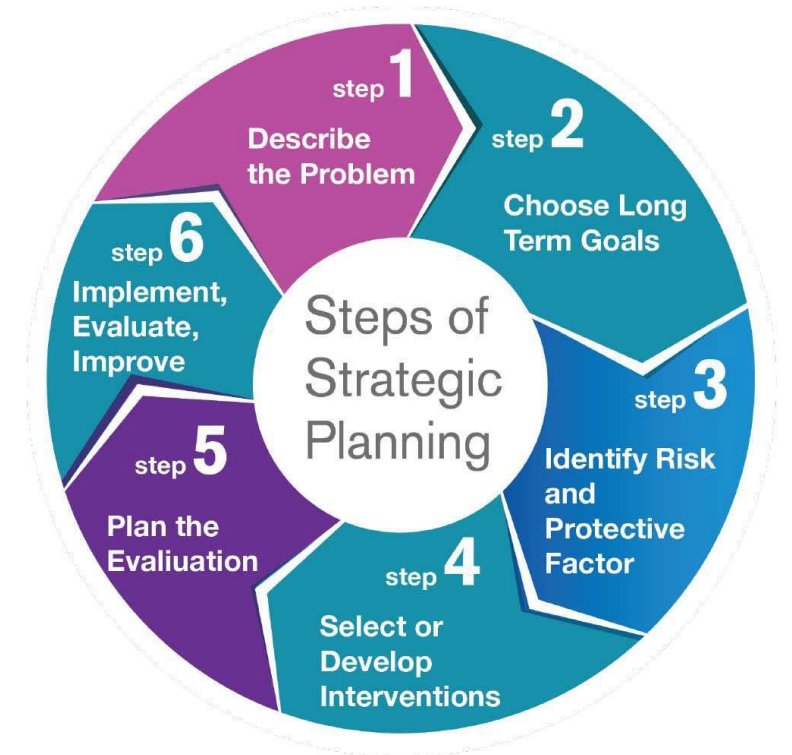 Steps of
Strategic
Planning
step 1
Describe
the Problem
step 2
Choose Long
Term Goals
step 3
Identify Risk
and
Protective
Factor
step 4
Select or
Develop
Interventions
step 5
Plan the
Evaliuation
step 6
Implement,
Evaluate,
Improve